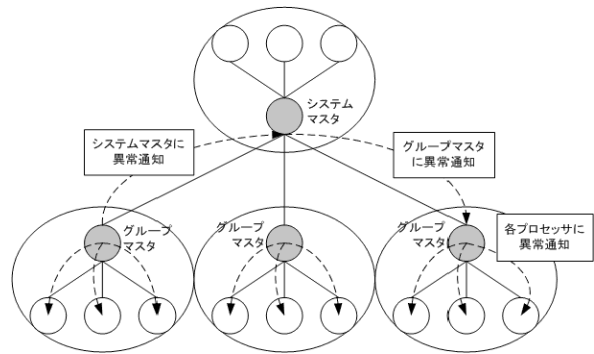 システム
マスタ
システムマスタに
異常通知
グループマスタ
に異常通知
グループ
マスタ
グループ
マスタ
グループ
マスタ
各プロセッサに
異常通知